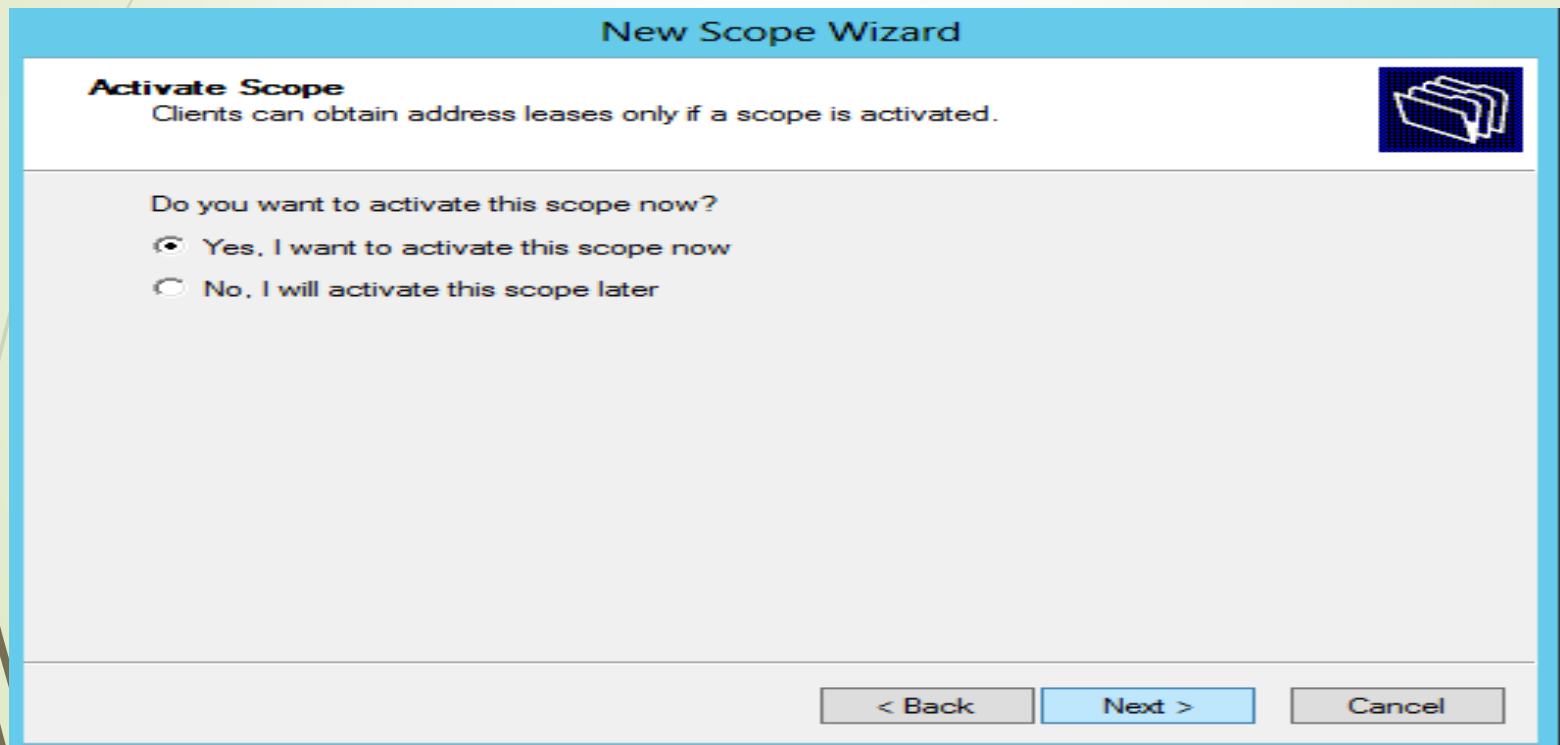 New Scope Wizard
Activate Scope
Clients can obtain address leases only if a scope is activated.
Do you want to activate this scope now?
Yes, I want to activate this scope now
No, I will activate this scope later
< Back Next > Cancel